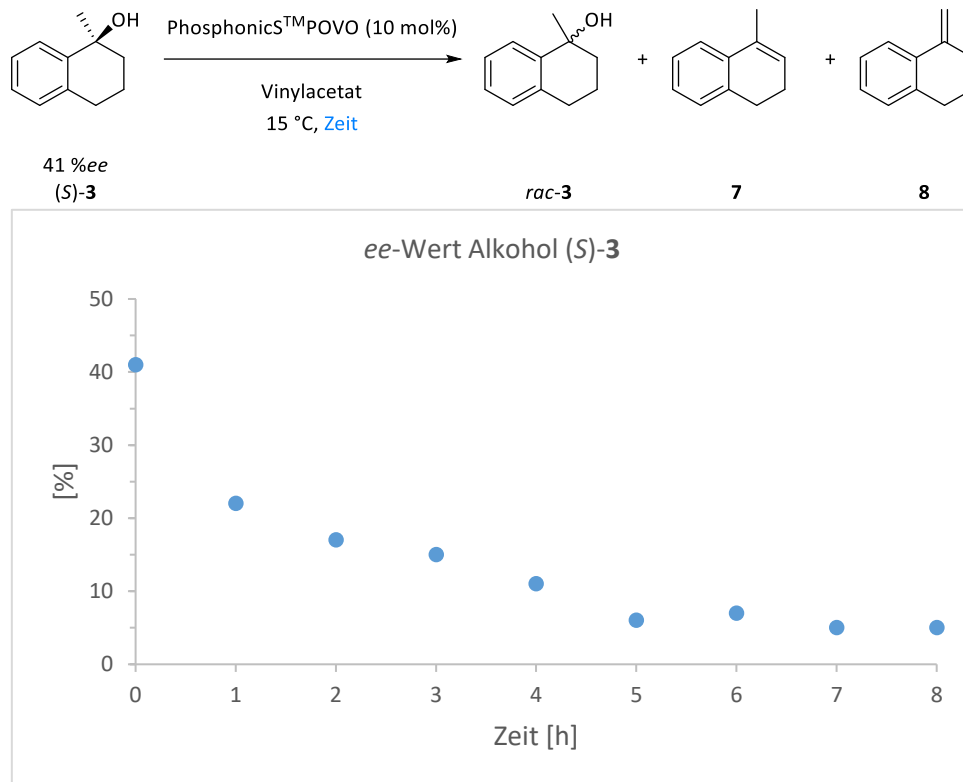 OH
PhosphonicS™POVO (10 mol%)
Vinylacetat
15 °C, Zeit
OH
+
+
41 %ee
(S)-3
rac-3
7
8
ee-Wert Alkohol (S)-3
[%]
50
40
30
20
10
0
0 1 2 3 4 5 6 7 8
Zeit [h]